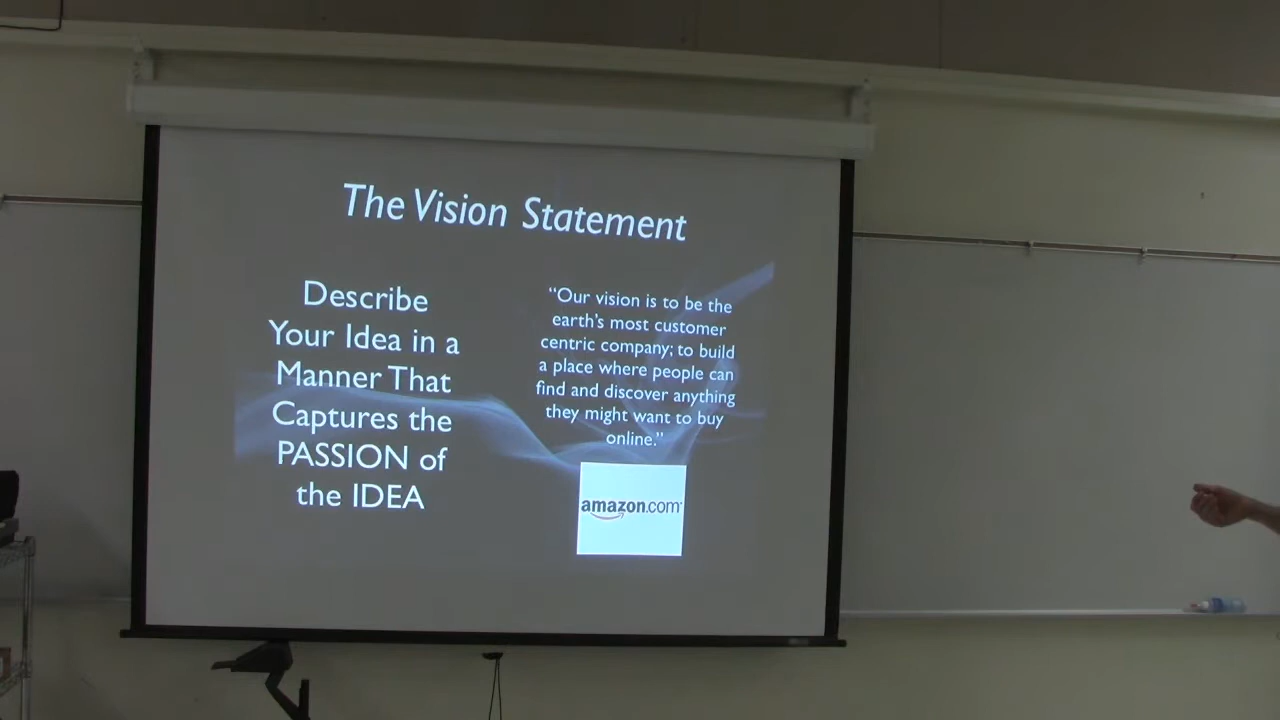 The Vision Statement
Describe
Your Idea in a
Manner That
Captures the
PASSION of
the IDEA
“Our vision is to be the
earth’s most customer
centric company; to build
a place where people can
find and discover anything
they might want to buy
online.”
amazon.com